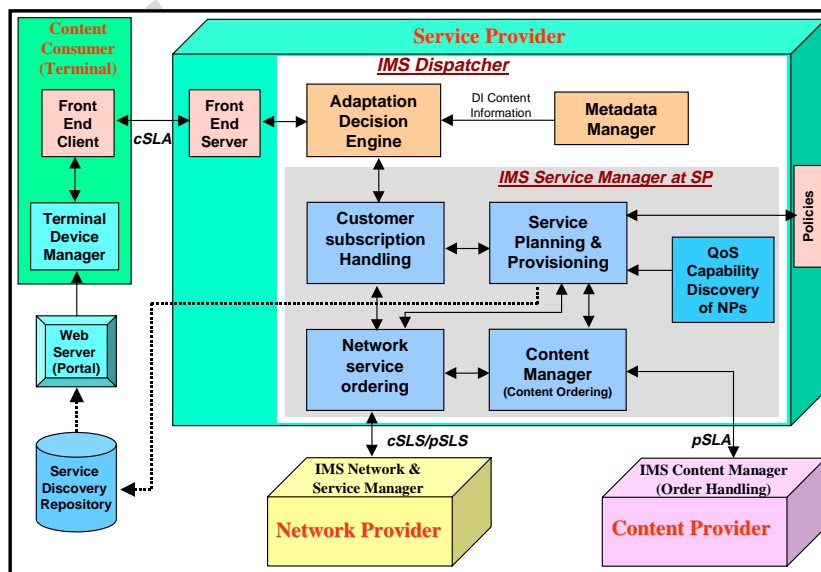 Content
Consumer
(Terminal)
Service Provider
IMS Dispatcher
Front
End
Client
cSLA
Front
End
Server
Adaptation
Decision
Engine
DI Content
Information
Metadata
Manager
IMS Service Manager at SP
Terminal
Device
Manager
Customer
subscription
Handling
Service
Planning &
Provisioning
Policies
QoS
Capability
Discovery
of NPs
Web
Server
(Portal)
Network
service
ordering
Content
Manager
(Content Ordering)
cSLS/pSLS
pSLA
Service
Discovery
Repository
IMS Network &
Service Manager
Network Provider
IMS Content Manager
(Order Handling)
Content Provider